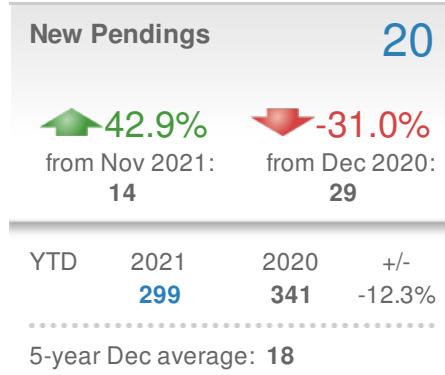 New Pendings 20
42.9% -31.0%
from Nov 2021: from Dec 2020:
14 29
YTD 2021 2020 +/-
299 341 -12.3%
5-year Dec average: 18